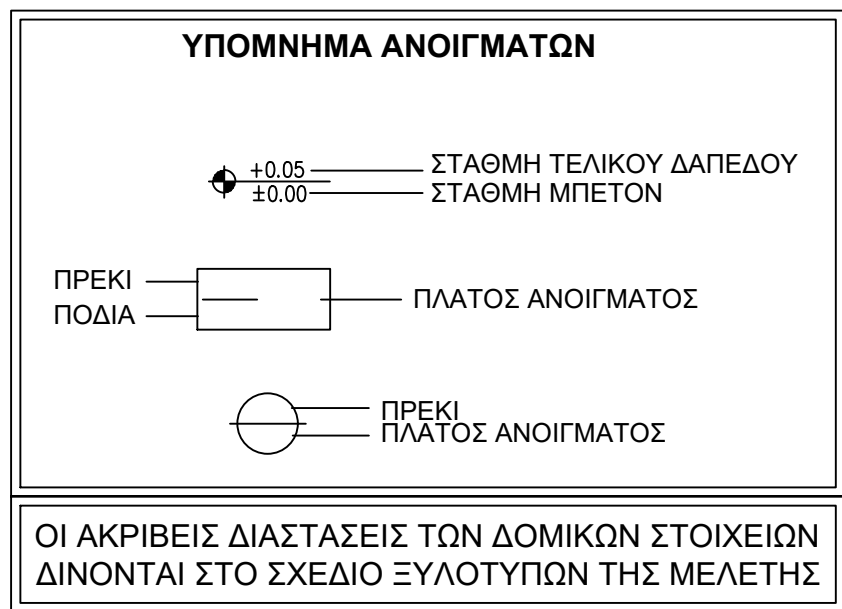 ΥΠΟΜΝΗΜΑ ΑΝΟΙΓΜΑΤΩΝ
+0.05 ΣΤΑΘΜΗ ΤΕΛΙΚΟΥ ΔΑΠΕΔΟΥ
±0.00 ΣΤΑΘΜΗ ΜΠΕΤΟΝ
ΠΡΕΚΙ
ΠΟΔΙΑ
ΠΛΑΤΟΣ ΑΝΟΙΓΜΑΤΟΣ
ΠΡΕΚΙ
ΠΛΑΤΟΣ ΑΝΟΙΓΜΑΤΟΣ
ΟΙ ΑΚΡΙΒΕΙΣ ΔΙΑΣΤΑΣΕΙΣ ΤΩΝ ΔΟΜΙΚΩΝ ΣΤΟΙΧΕΙΩΝ
ΔΙΝΟΝΤΑΙ ΣΤΟ ΣΧΕΔΙΟ ΞΥΛΟΤΥΠΩΝ ΤΗΣ ΜΕΛΕΤΗΣ